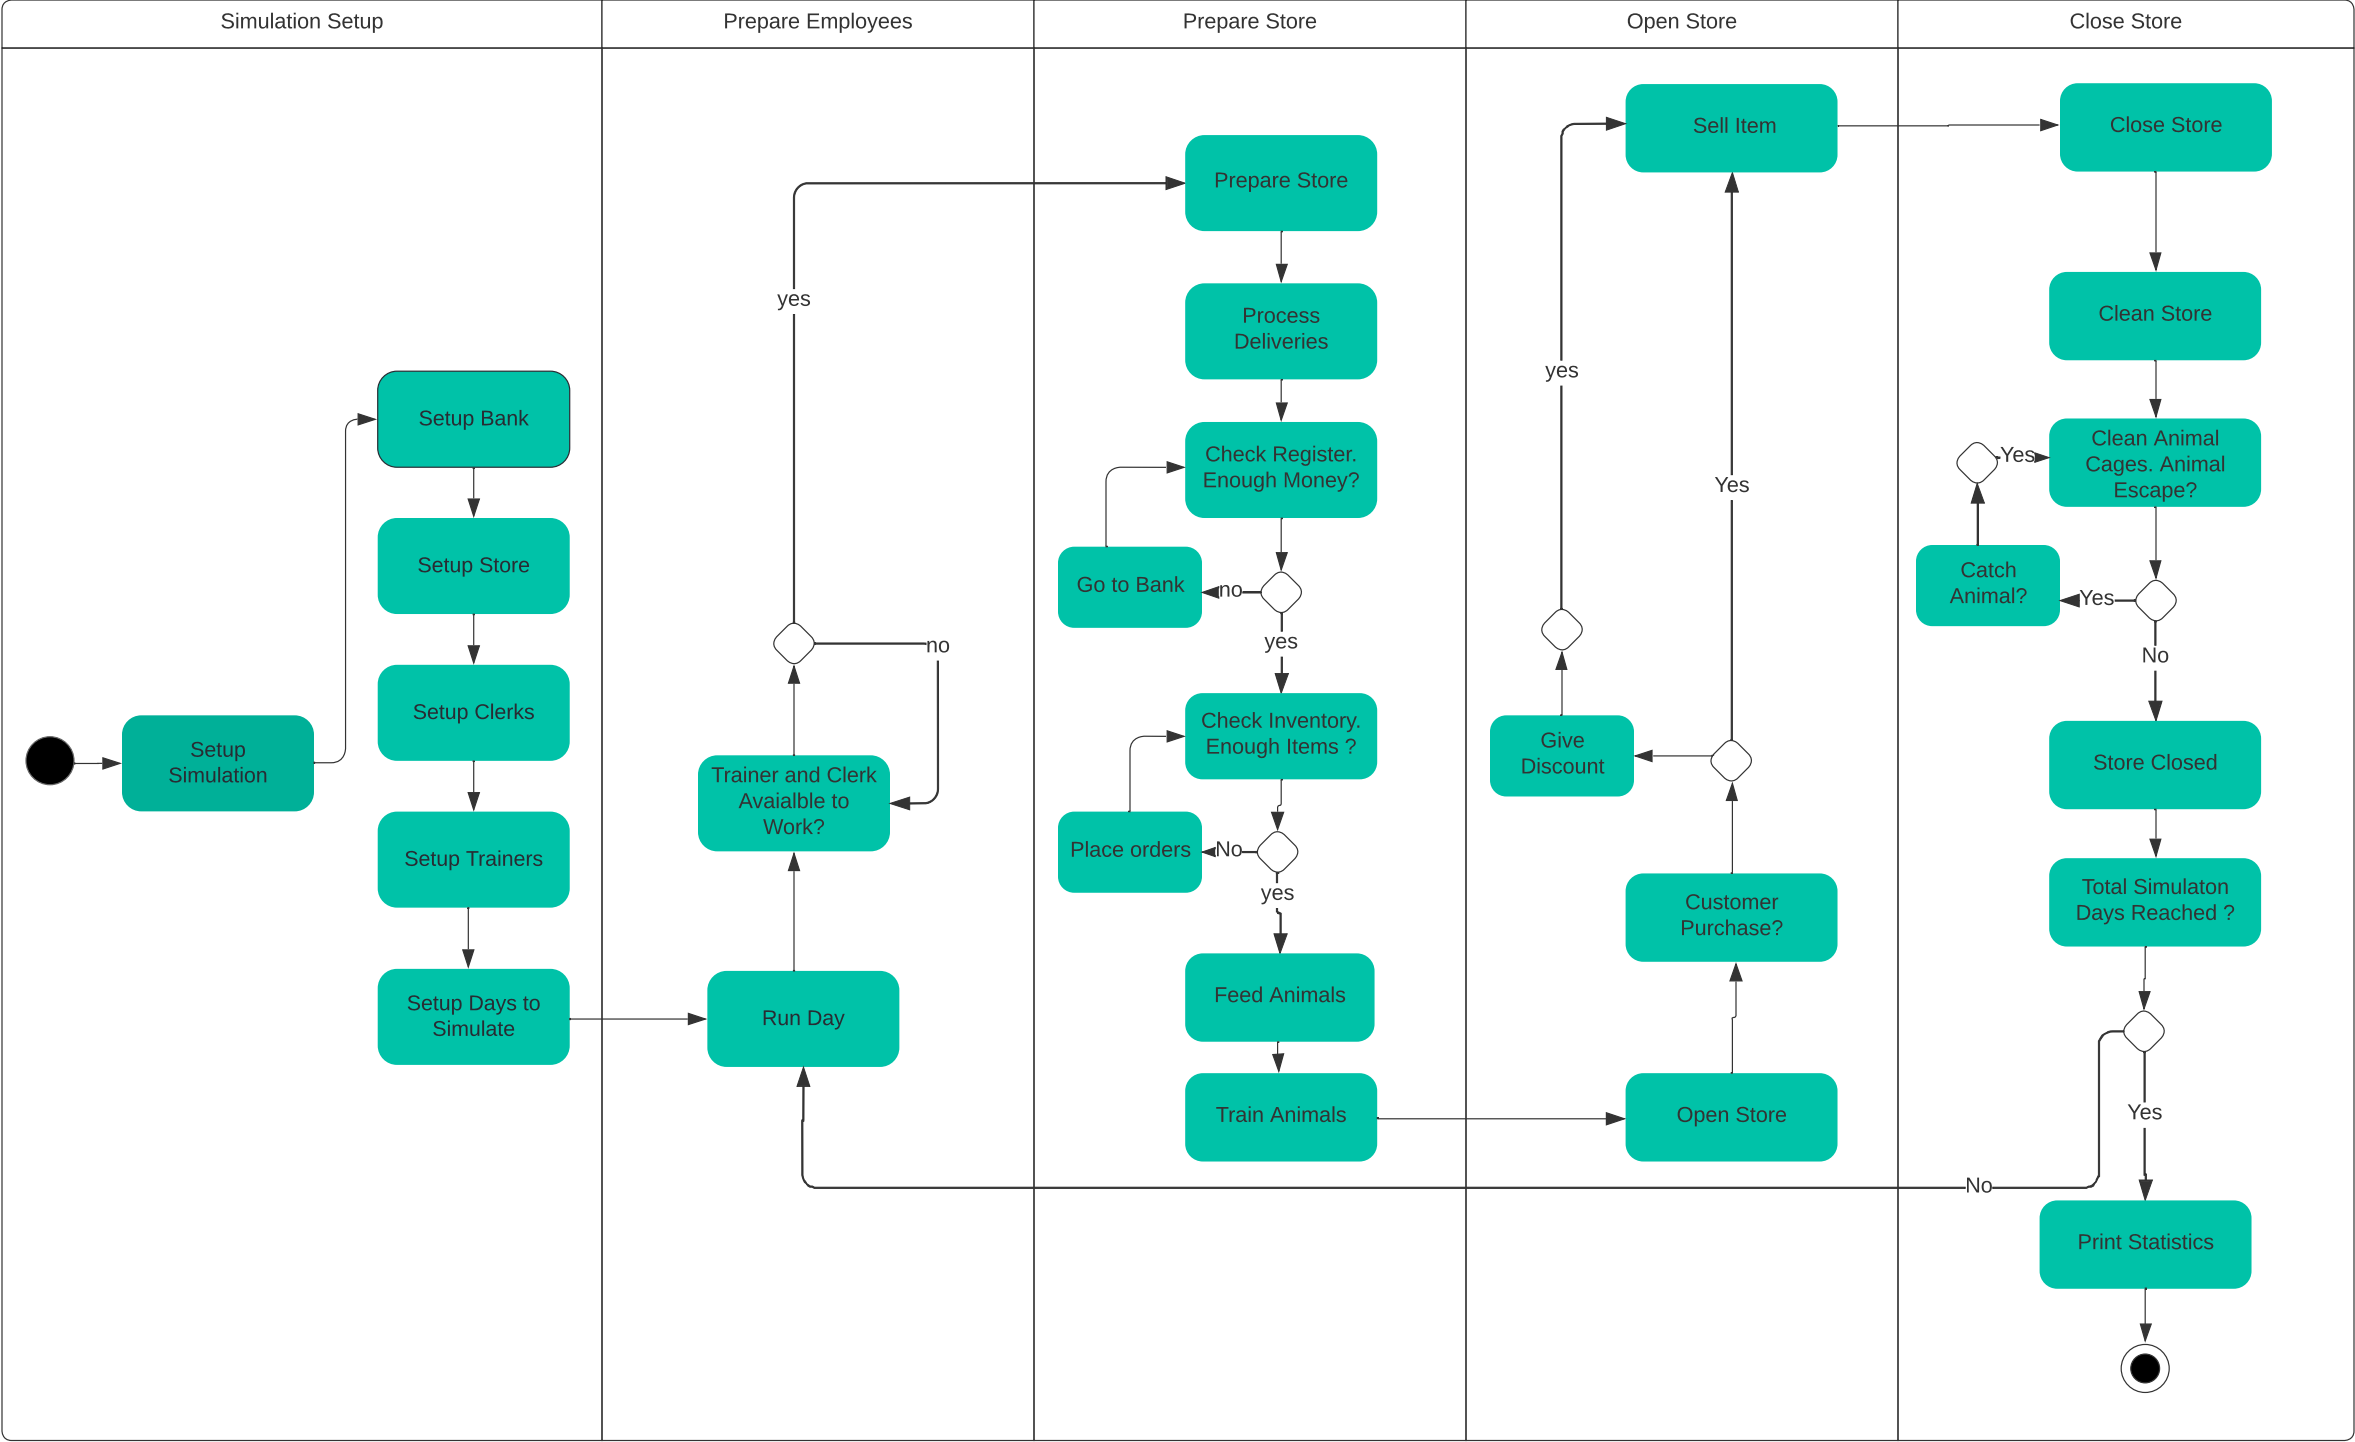 Simulation Setup
Prepare Employees
Prepare Store
Open Store
Close Store
Setup
Simulation
Setup Bank
Setup Store
Setup Clerks
Setup Trainers
Setup Days to
Simulate
Run Day
Trainer and Clerk
Avaialble to
Work?
no
yes
Prepare Store
Process
Deliveries
Check Register.
Enough Money?
no
Go to Bank
yes
Check Inventory.
Enough Items ?
No
Place orders
yes
Feed Animals
Train Animals
Open Store
Customer
Purchase?
Give
Discount
yes
Yes
Sell Item
Close Store
Clean Store
Clean Animal
Cages. Animal
Escape?
Yes
Catch
Animal?
Yes
No
Store Closed
Total Simulaton
Days Reached ?
No
Yes
Print Statistics